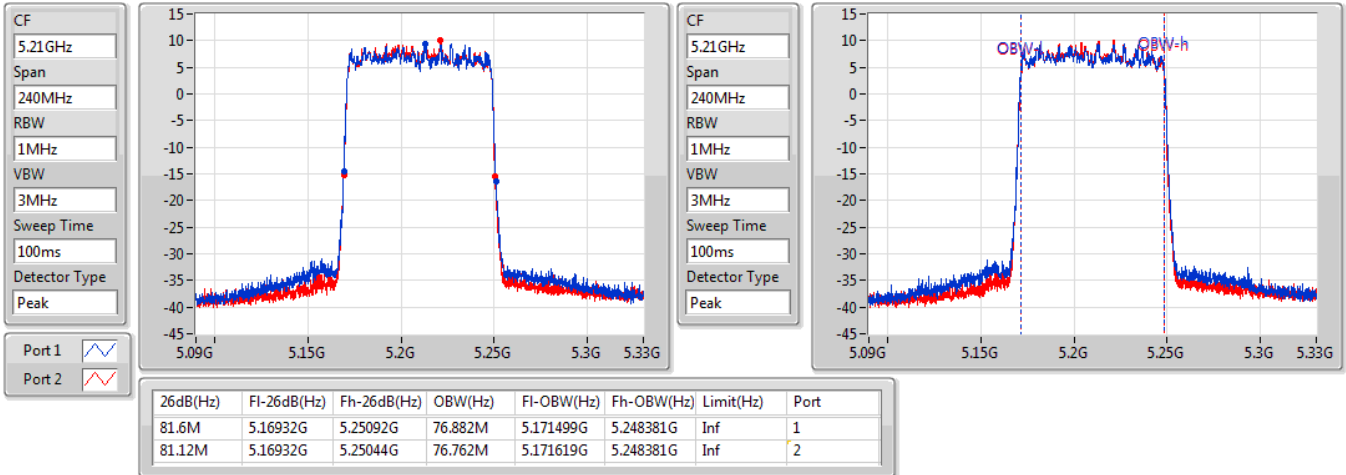 CF
5.21GHz
Span
240MHz
RBW
1MHz
VBW
3MHz
Sweep Time
100ms
Detector Type
Peak
Port 1
Port 2
15
10
5
0
-5
-10
-15
-20
-25
-30
-35
-40
-45
5.09G 5.15G 5.2G 5.25G 5.3G 5.33G
CF
5.21GHz
Span
240MHz
RBW
1MHz
VBW
3MHz
Sweep Time
100ms
Detector Type
Peak
15
10
5
0
-5
-10
-15
-20
-25
-30
-35
-40
-45
OBW-l OBW-h
5.09G 5.15G 5.2G 5.25G 5.3G 5.33G
26dB(Hz) Fl-26dB(Hz) Fh-26dB(Hz) OBW(Hz) Fl-OBW(Hz) Fh-OBW(Hz) Limit(Hz) Port
81.6M 5.16932G 5.25092G 76.882M 5.171499G 5.248381G Inf 1
81.12M 5.16932G 5.25044G 76.762M 5.171619G 5.248381G Inf 2